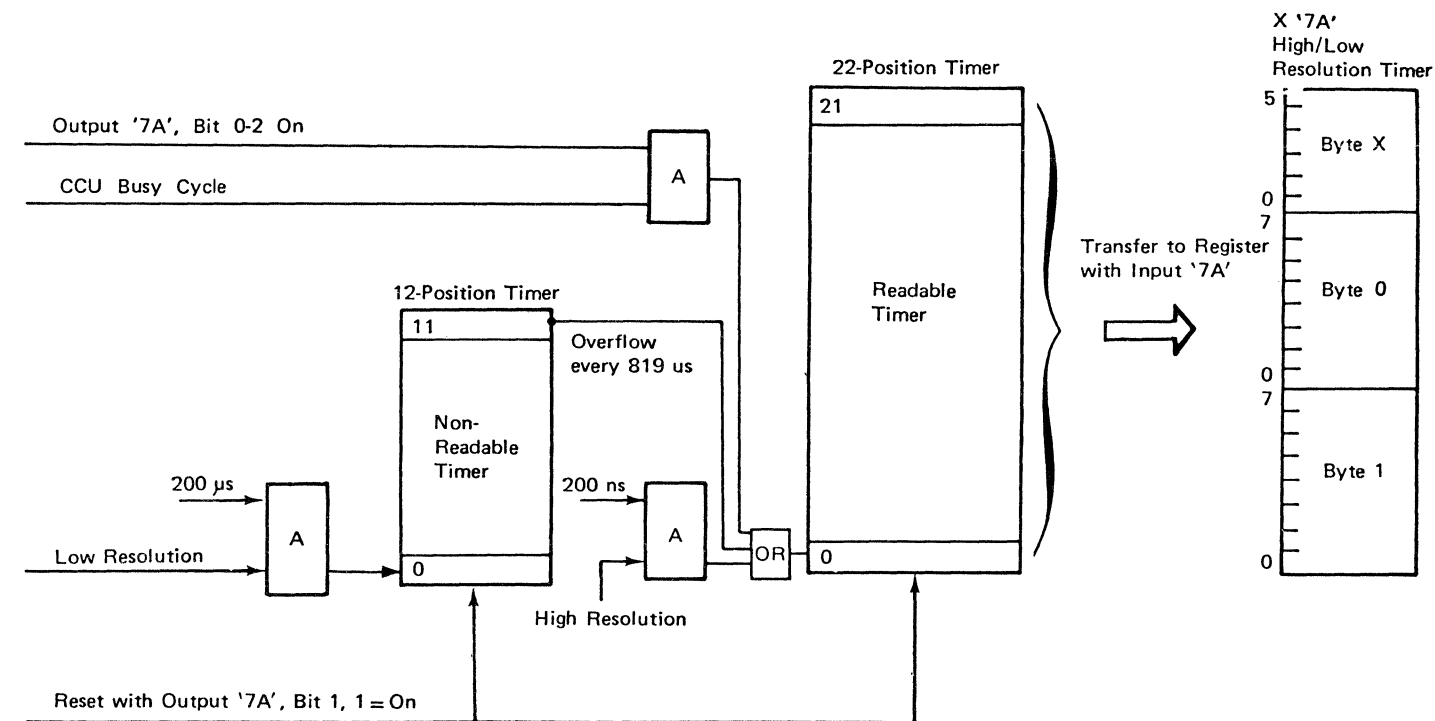 X '7A'
High/Low
Resolution Timer
22-Position Timer
5
21
Output '7A', Bit 0-2 On
Byte X
A
CCU Busy Cycle
0
7
Transfer to Register
with Input '7A'
12-Position Timer
Readable
Timer
Byte 0
11
Overflow
every 819 us
0
7
Non-
Readable
Timer
Byte 1
200 µs
200 ns
A
A
Low Resolution
OR
0
0
0
High Resolution
Reset with Output '7A', Bit 1, 1 = On